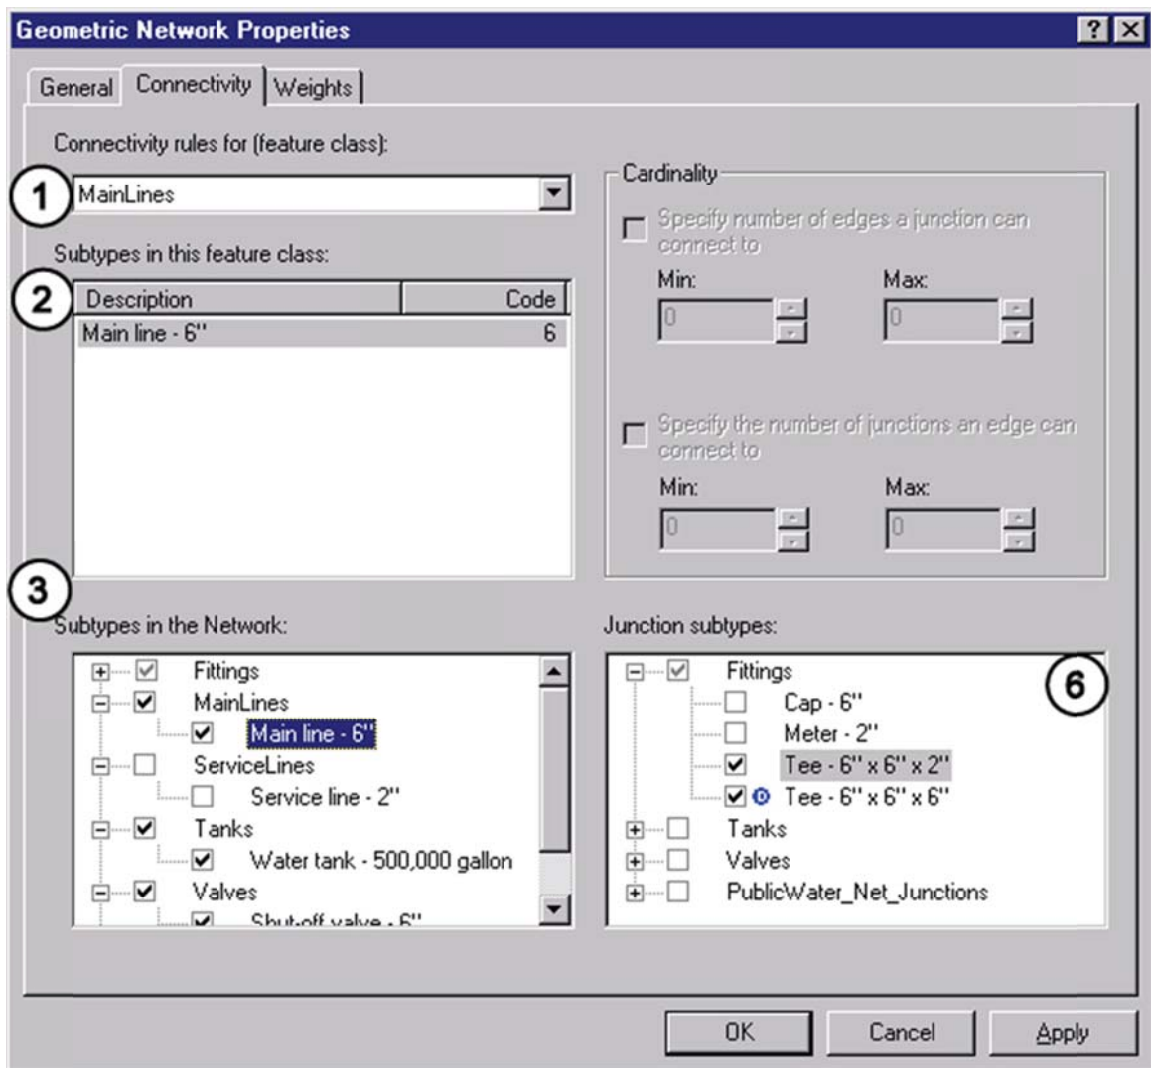 Geometric Network Properties
General Connectivity Weights
Connectivity rules for (feature class):
1
MainLines
Subtypes in this feature class:
2
Description Code
Main line - 6" 6
Cardinality
Specify number of edges a junction can
connect to
Min: Max:
0 0
Specify the number of junctions an edge can
connect to
Min: Max:
0 0
3
Subtypes in the Network:
Fittings
MainLines
Main line - 6"
ServiceLines
Service line - 2"
Tanks
Water tank - 500,000 gallon
Valves
Shut-off valve - 6"
Junction subtypes:
6
Fittings
Cap - 6"
Meter - 2"
Tee - 6" x 6" x 2"
D Tee - 6" x 6" x 6"
Tanks
Valves
PublicWater_Net_Junctions
OK Cancel Apply